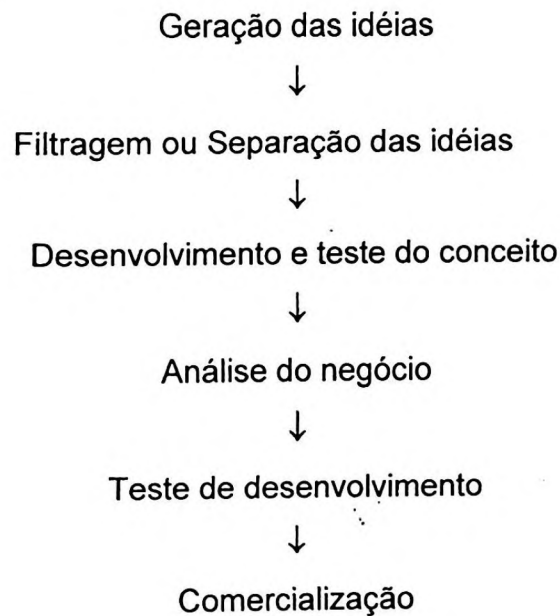 Geração das idéias
↓
Filtragem ou Separação das idéias
↓
Desenvolvimento e teste do conceito
↓
Análise do negócio
↓
Teste de desenvolvimento
↓
Comercialização